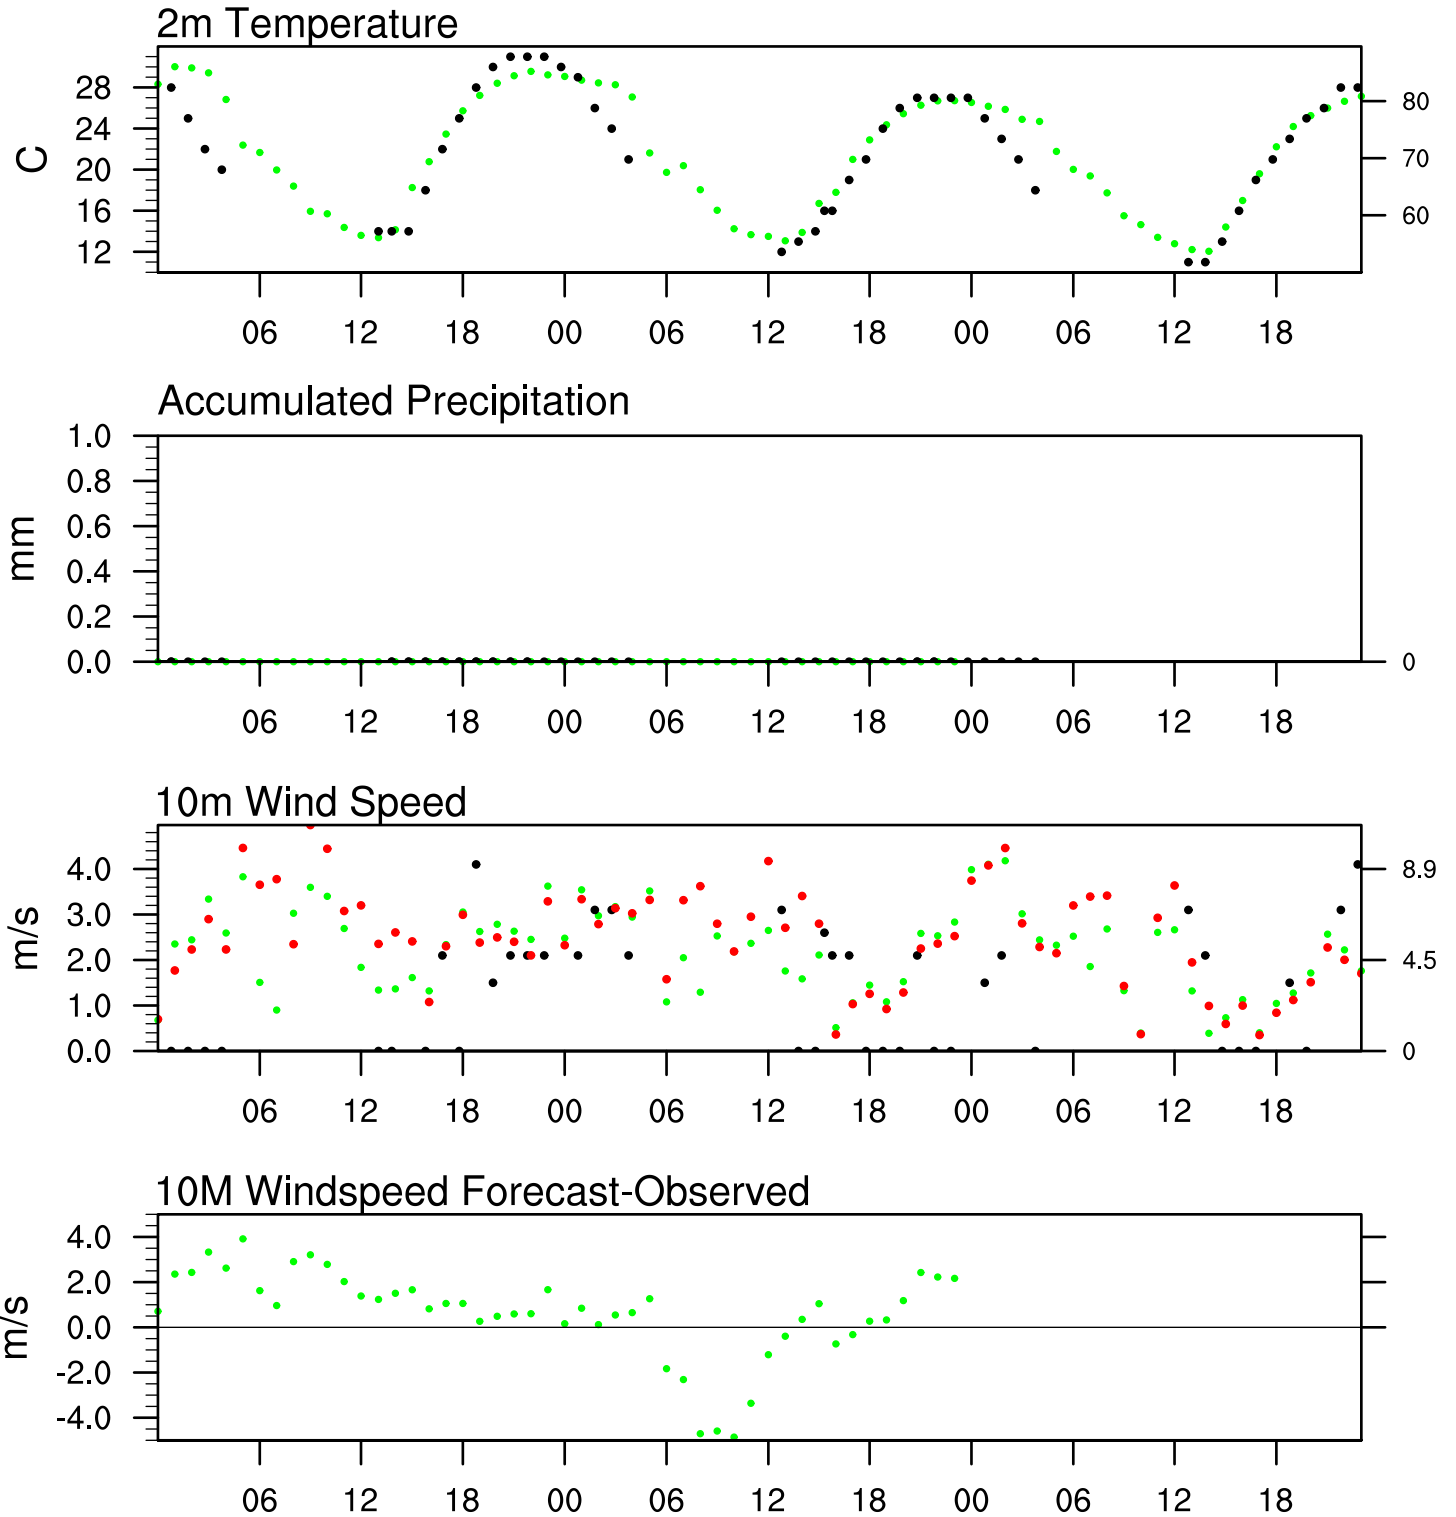 2m Temperature
28
24
20
16
12
C
80
70
60
06 12 18 00 06 12 18 00 06 12 18
Accumulated Precipitation
1.0
0.8
0.6
0.4
0.2
0.0
mm
0
06 12 18 00 06 12 18 00 06 12 18
10m Wind Speed
4.0
3.0
2.0
1.0
0.0
m/s
8.9
4.5
0
06 12 18 00 06 12 18 00 06 12 18
10M Windspeed Forecast-Observed
4.0
2.0
0.0
-2.0
-4.0
m/s
06 12 18 00 06 12 18 00 06 12 18